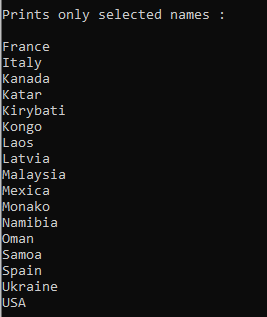 Prints only selected names :
France
Italy
Kanada
Katar
Kirybati
Kongo
Laos
Latvia
Malaysia
Mexica
Monako
Namibia
Oman
Samoa
Spain
Ukraine
USA